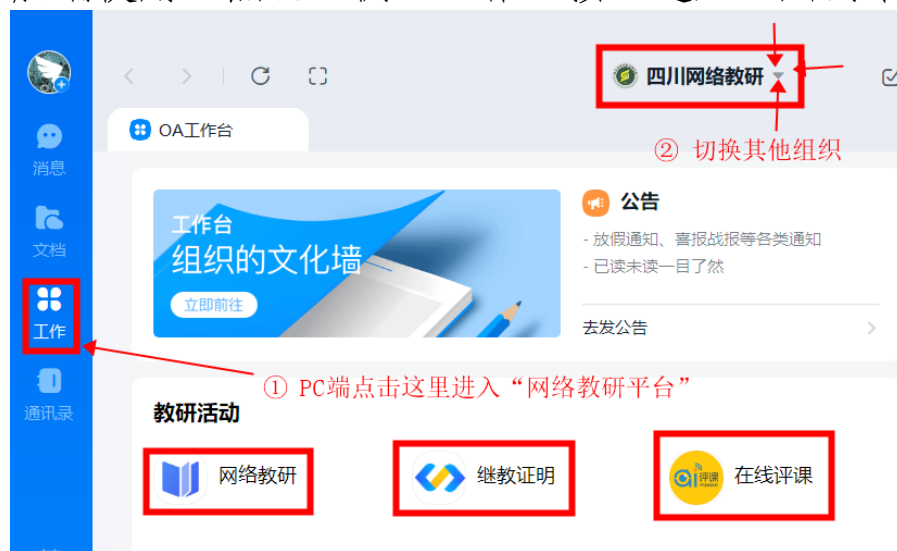 四川网络教研
OA工作台
② 切换其他组织
消息
文档
工作
通讯录
工作台
组织的文化墙
立即前往
公告
- 放假通知、喜报战报等各类通知
- 已读未读一目了然
去发公告
① PC端点击这里进入“网络教研平台”
教研活动
网络教研
继教证明
评课
在线评课